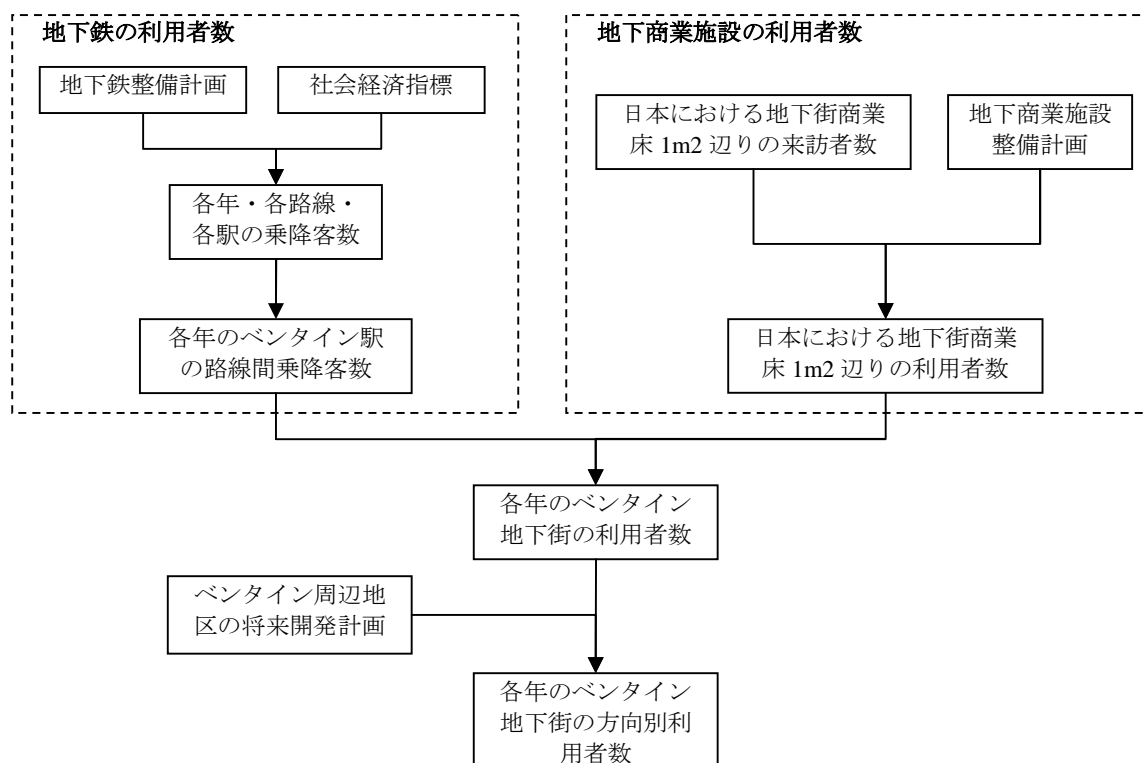 地下鉄の利用者数
地下鉄整備計画
社会経済指標
各年・各路線・
各駅の乗降客数
各年のベンタイン駅
の路線間乗降客数
地下商業施設の利用者数
日本における地下街商業
床 1m2 辺りの来訪者数
地下商業施設
整備計画
日本における地下街商業
床 1m2 辺りの利用者数
各年のベンタイン
地下街の利用者数
ベンタイン周辺地
区の将来開発計画
各年のベンタイン
地下街の方向別利
用者数